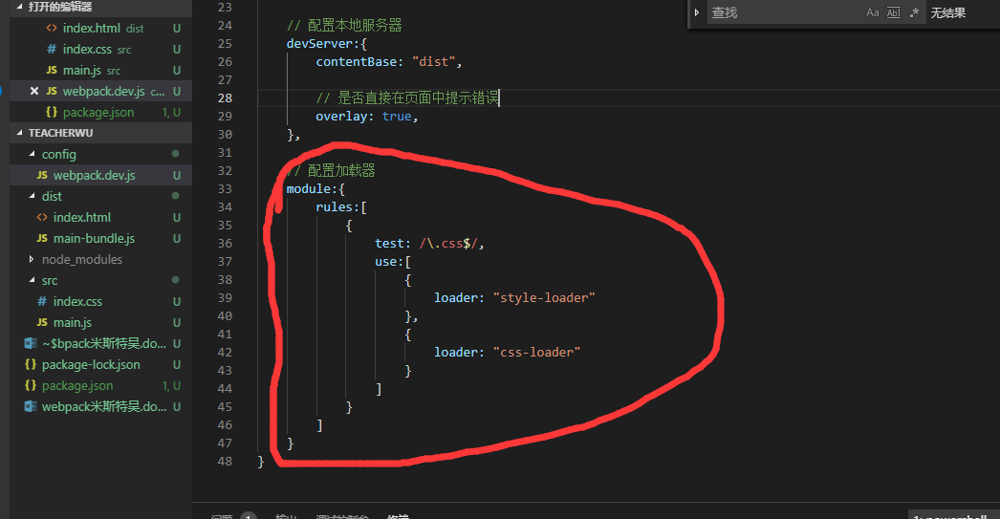 打开的编辑器
index.html dist U
index.css src U
main.js src U
webpack.dev.js c... U
package.json 1, U
TEACHERWU
config
webpack.dev.js U
dist
index.html U
main-bundle.js U
node_modules
src
index.css U
main.js U
~$bpack米斯特吴.do... U
package-lock.json U
package.json 1, U
webpack米斯特吴.do... U
查找 Aa Abl .* 无结果
23
24 // 配置本地服务器
25 devServer:{
26 contentBase: "dist",
27
28 // 是否直接在页面中提示错误
29 overlay: true,
30 },
31
32 // 配置加载器
33 module:{
34 rules:[
35 {
36 test: /\.css$/,
37 use:[
38 {
39 loader: "style-loader"
40 },
41 {
42 loader: "css-loader"
43 }
44 ]
45 }
46 ]
47 }
48 }
问题 1 输出 调试控制台 终端
1: powershell